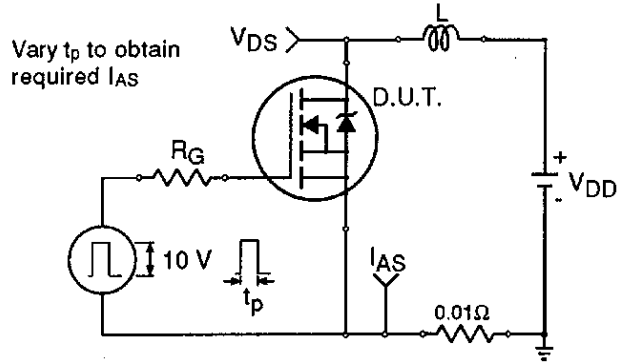 Vary tp to obtain
required IAS
VDS
L
D.U.T.
RG
+
VDD
-
10 V
tp
IAS
0.01Ω